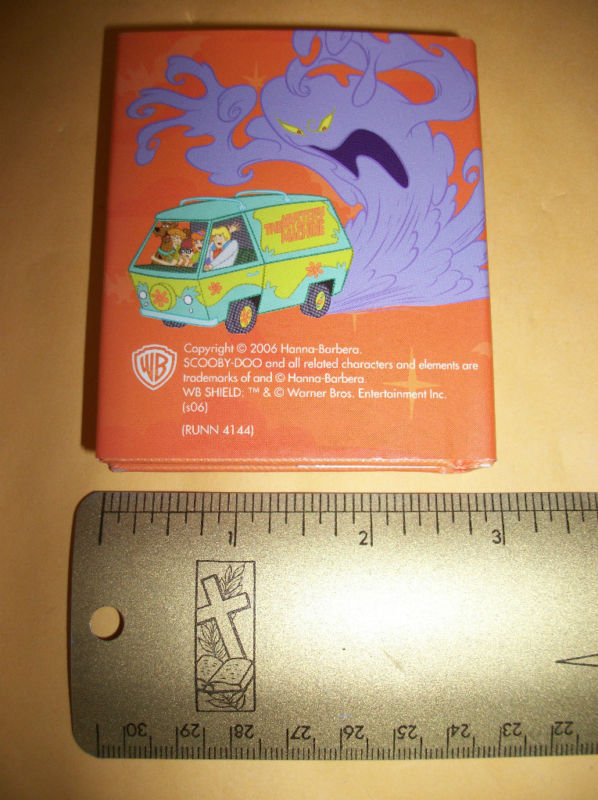 THE MYSTERY MACHINE
WB
Copyright © 2006 Hanna-Barbera.
SCOOBY-DOO and all related characters and elements are
trademarks of and © Hanna-Barbera.
WB SHIELD: ™ & © Warner Bros. Entertainment Inc.
(s06)
(RUNN 4144)
1 2 3
30 29 28 27 26 25 24 23 22